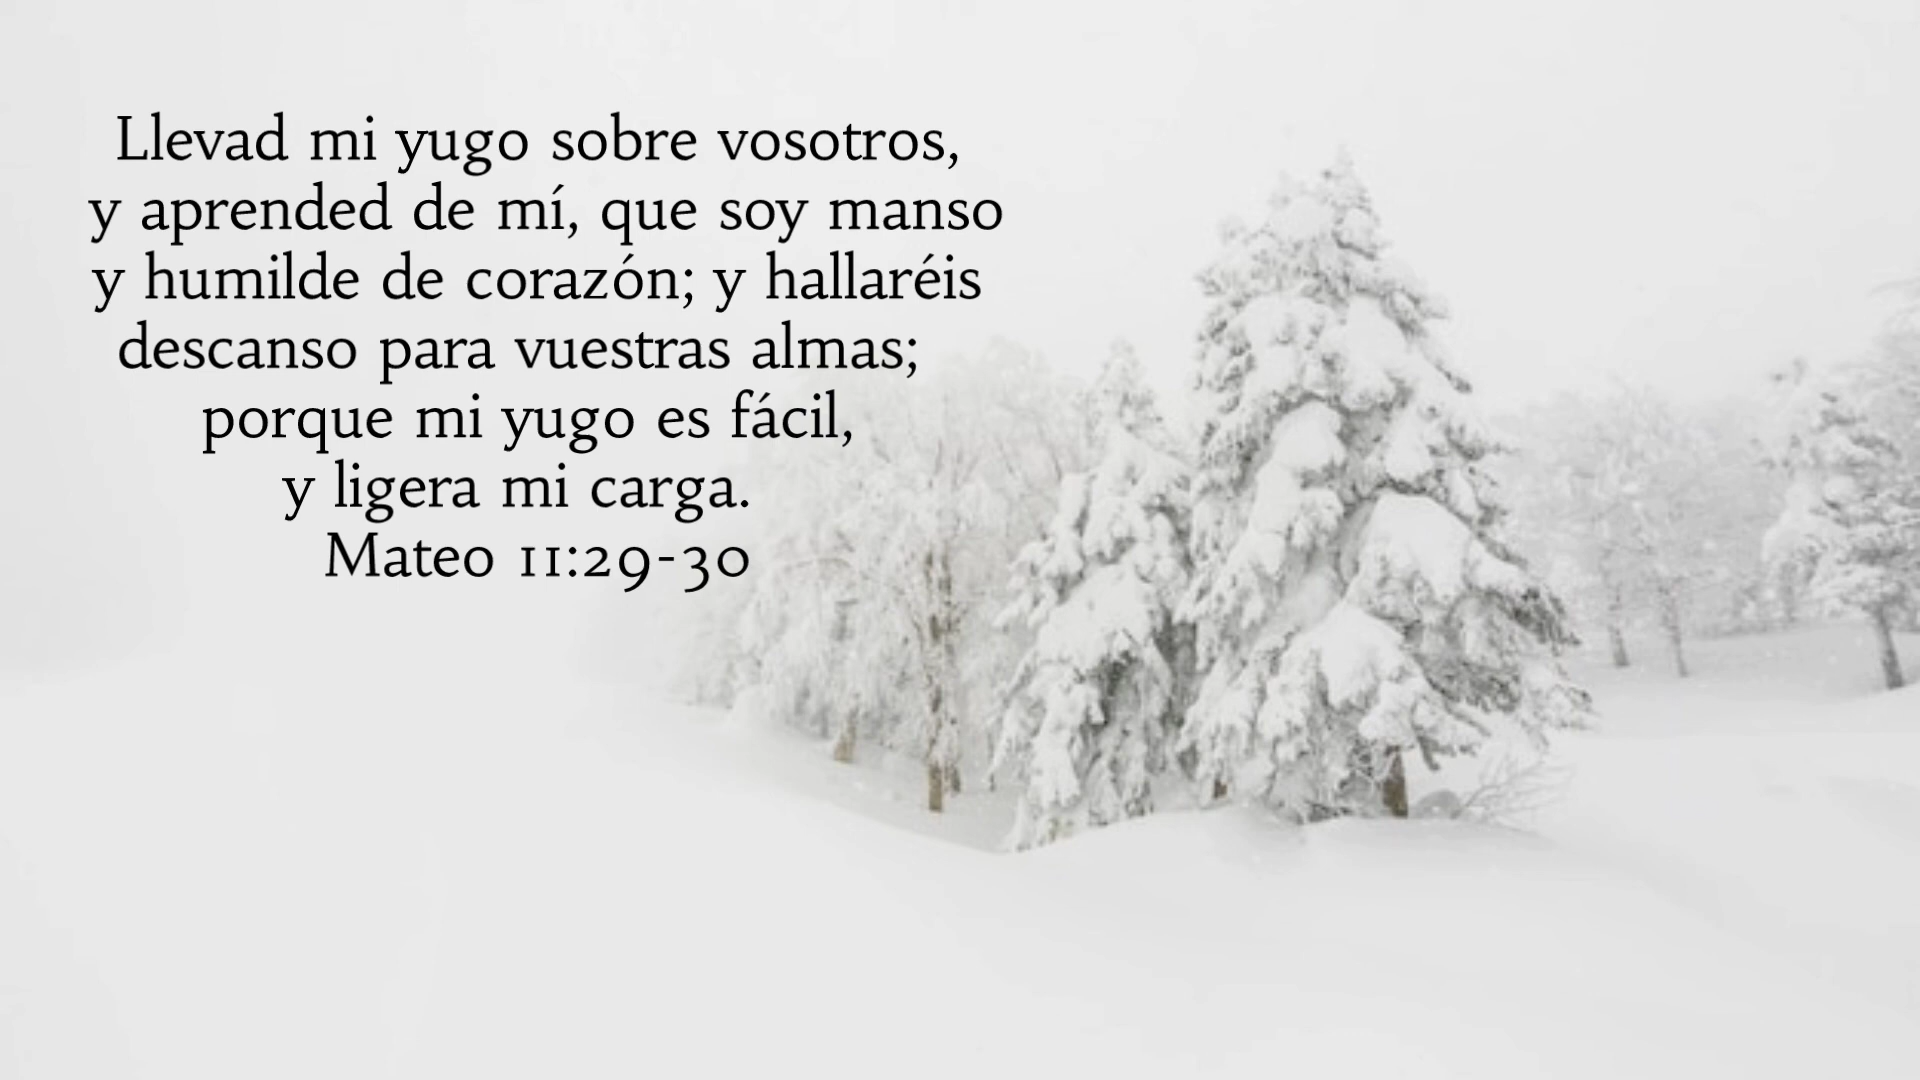 Llevad mi yugo sobre vosotros,
y aprended de mí, que soy manso
y humilde de corazón; y hallaréis
descanso para vuestras almas;
porque mi yugo es fácil,
y ligera mi carga.
Mateo 11:29-30